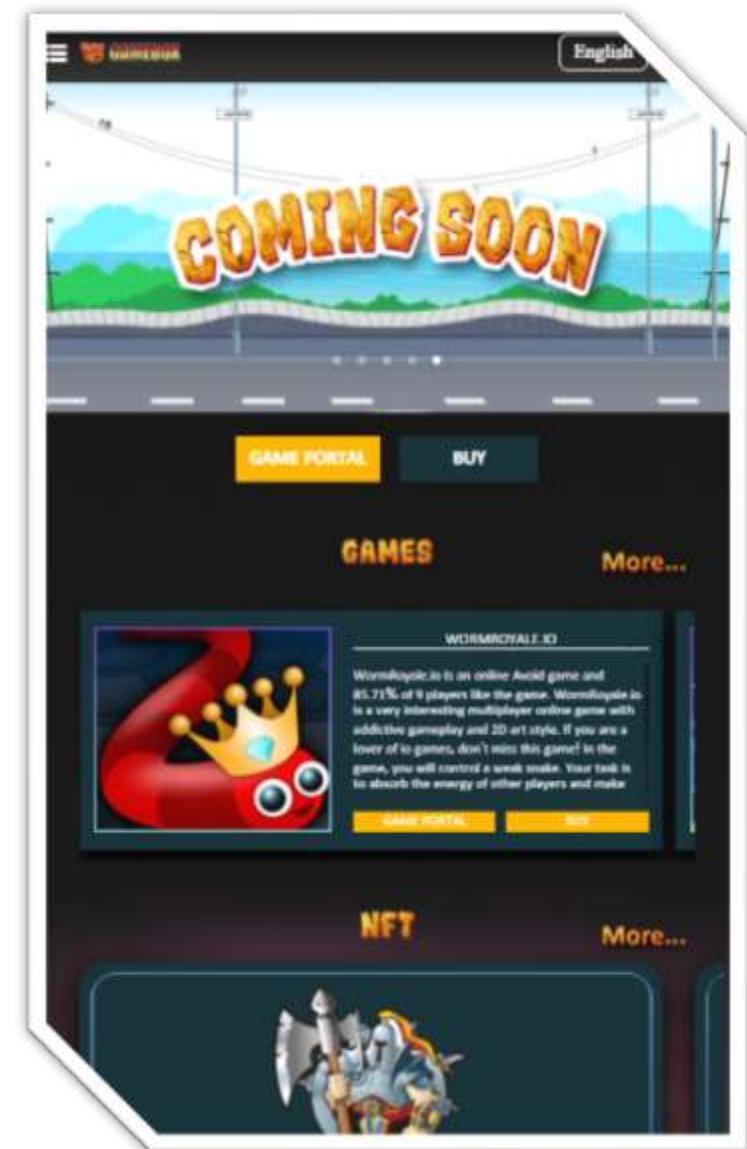 GAMEBOX
English
COMING SOON
GAME PORTAL
BUY
GAMES
More...
WORMROYALE.IO
WormRoyale.io is an online Avoid game and
85.71% of 9 players like the game. WormRoyale.io
is a very interesting multiplayer online game with
addictive gameplay and 2D art style. If you are a
lover of io games, don't miss this game! In the
game, you will control a weak snake. Your task is
to absorb the energy of other players and make
GAME PORTAL
BUY
NFT
More...